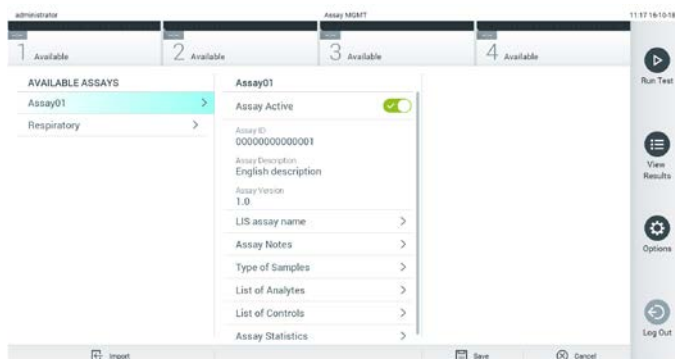 administrator Assay MGMT 11:17 16-10-18
1 Available 2 Available 3 Available 4 Available
AVAILABLE ASSAYS
Assay01
Respiratory
Assay01
Assay Active
Assay ID
00000000000001
Assay Description
English description
Assay Version
1.0
LIS assay name
Assay Notes
Type of Samples
List of Analytes
List of Controls
Assay Statistics
Run Test
View
Results
Options
Log Out
Import Save Cancel